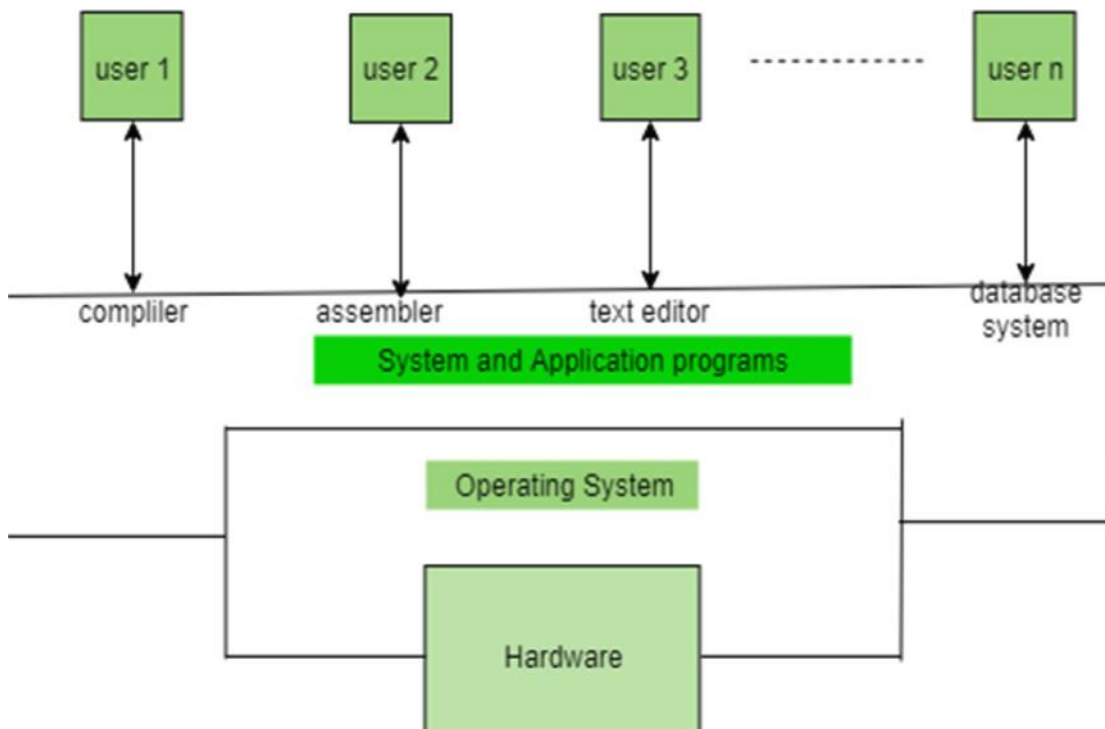 user 1
user 2
user 3
user n
compliler
assembler
text editor
database
system
System and Application programs
Operating System
Hardware